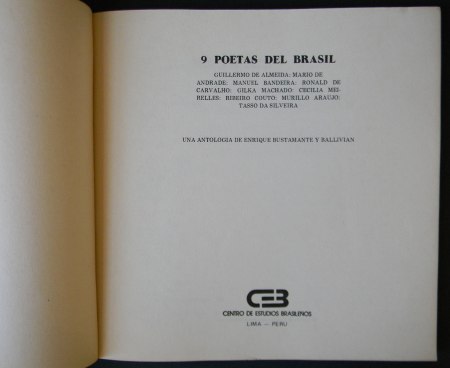 9 POETAS DEL BRASIL
GUILLERMO DE ALMEIDA: MARIO DE
ANDRADE: MANUEL BANDEIRA: RONALD DE
CARVALHO: GILKA MACHADO: CECILIA MEI-
RELLES: RIBEIRO COUTO: MURILLO ARAUJO:
TASSO DA SILVEIRA
UNA ANTOLOGIA DE ENRIQUE BUSTAMANTE Y BALLIVIAN
CEB
CENTRO DE ESTUDIOS BRASILEÑOS
LIMA – PERU